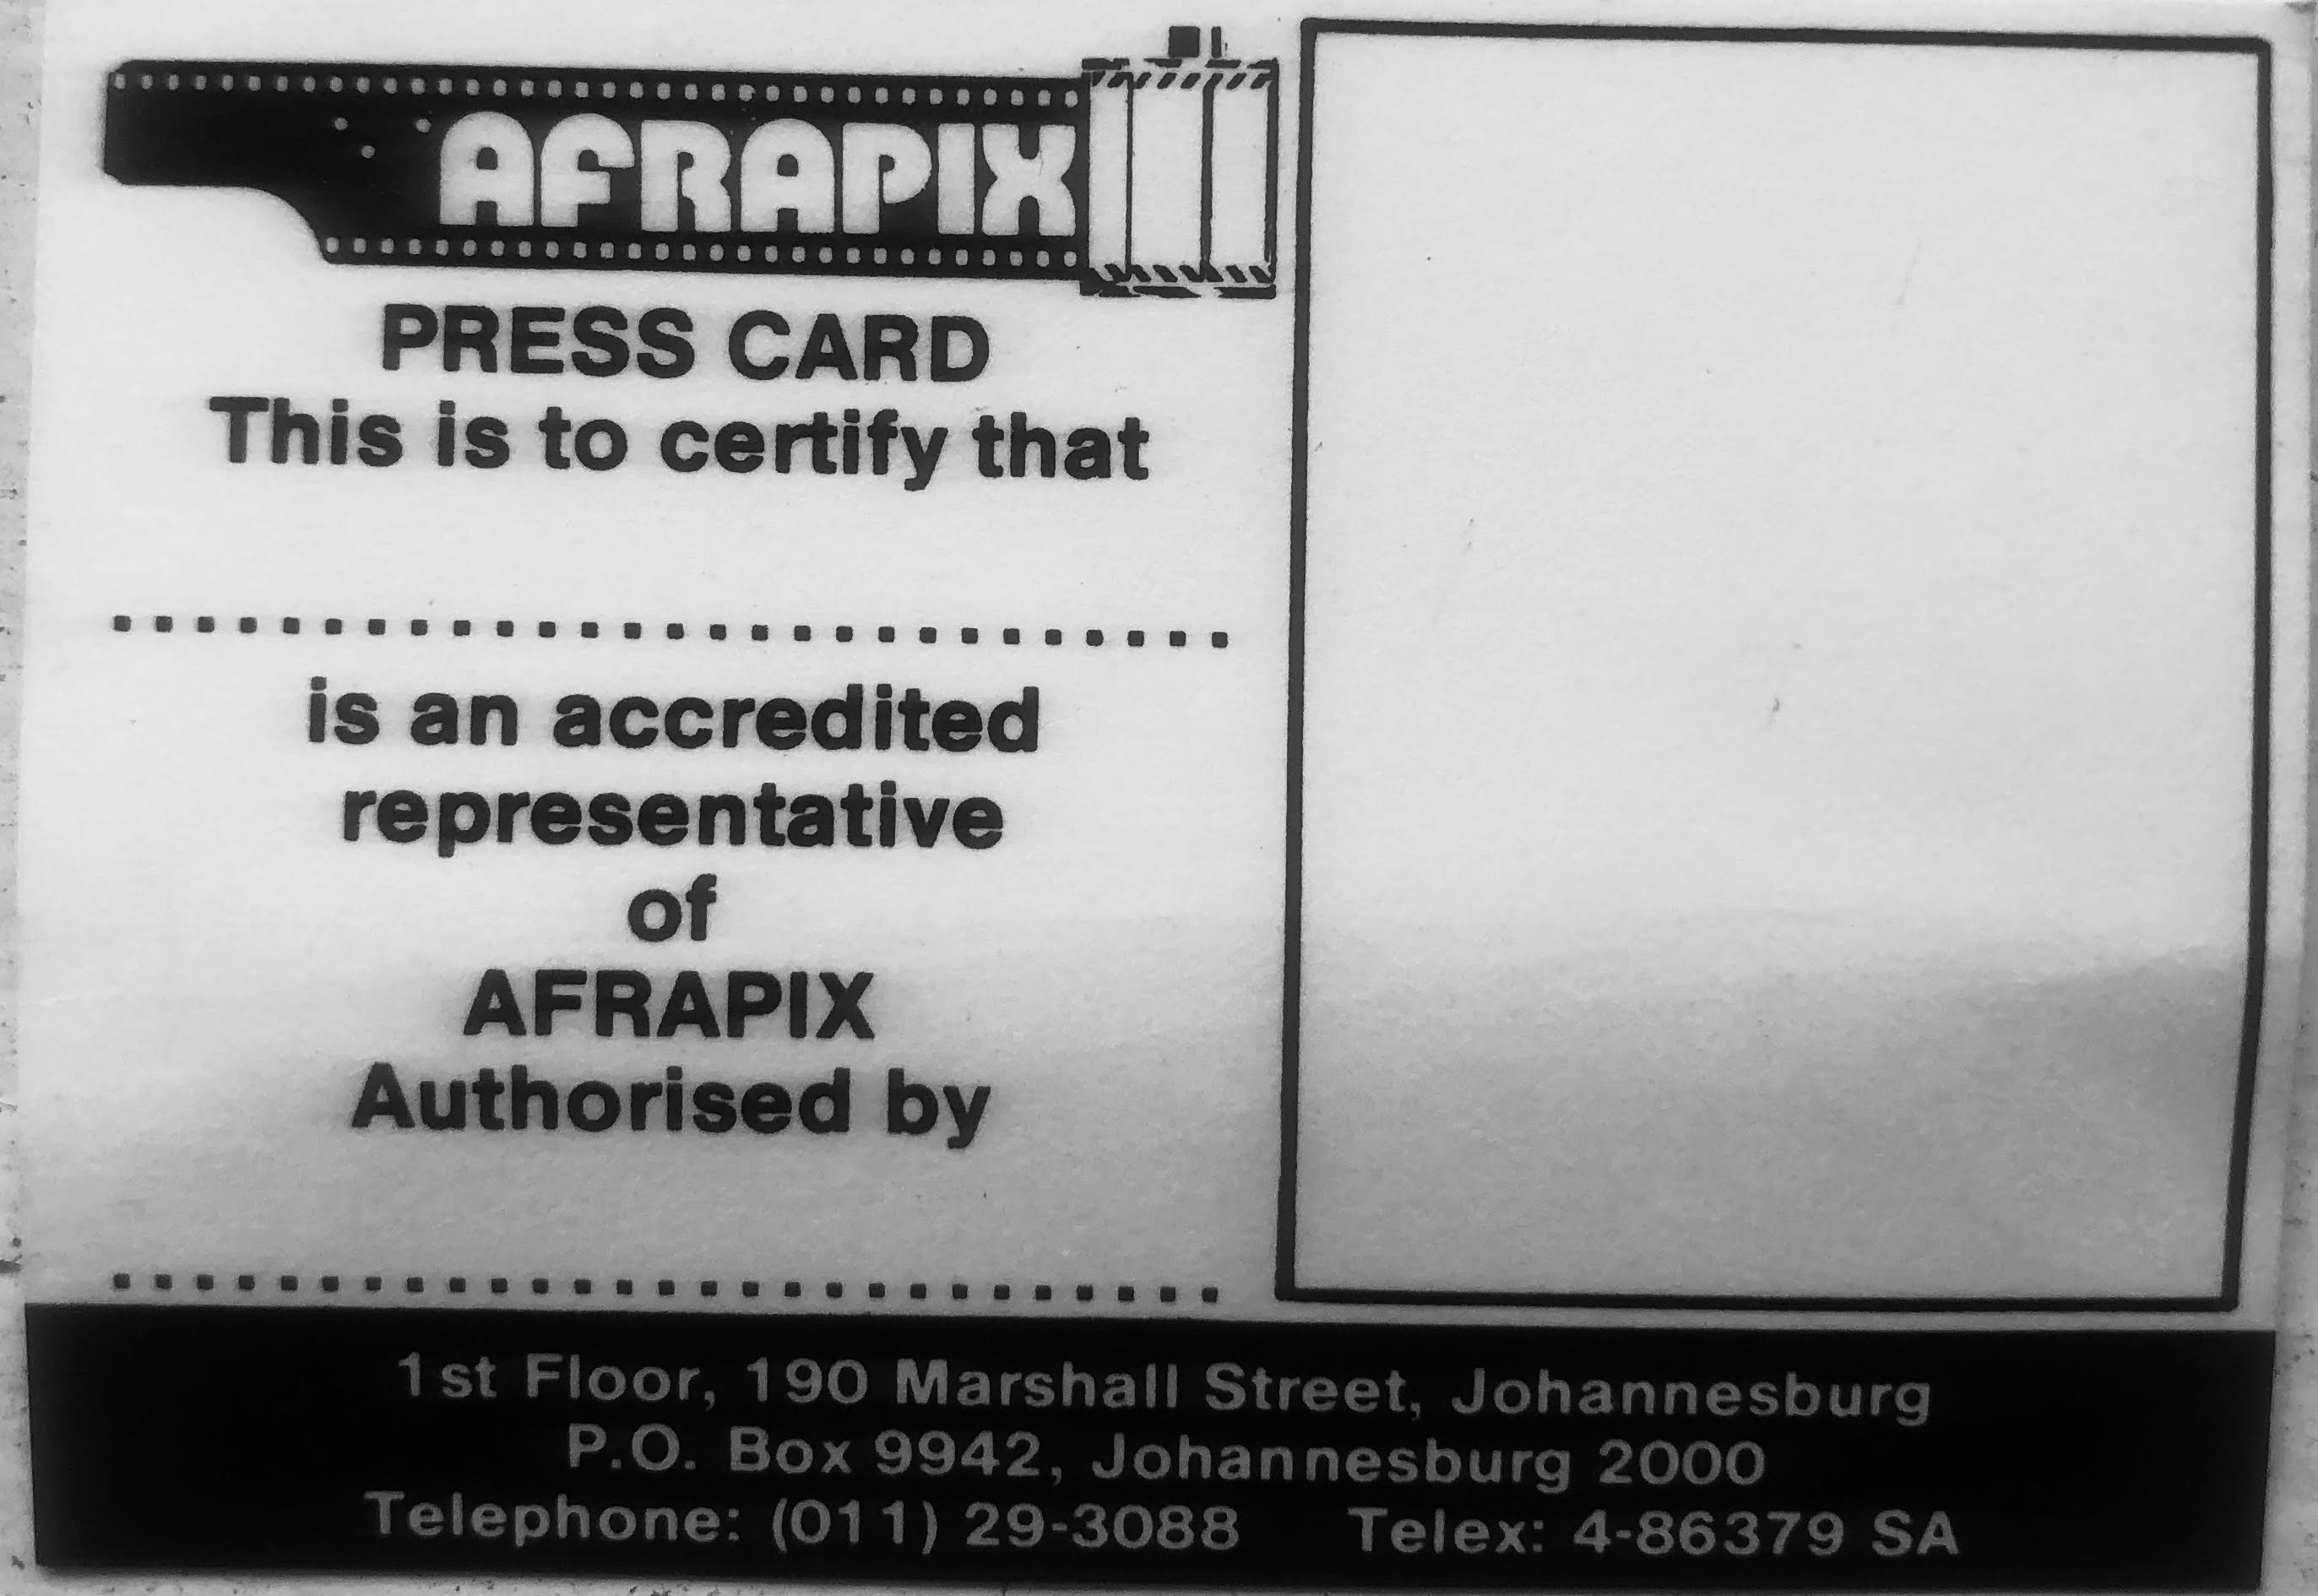 AFRAPIX
PRESS CARD
This is to certify that
...........................
is an accredited
representative
of
AFRAPIX
Authorised by
...........................
1st Floor, 190 Marshall Street, Johannesburg
P.O. Box 9942, Johannesburg 2000
Telephone: (011) 29-3088 Telex: 4-86379 SA